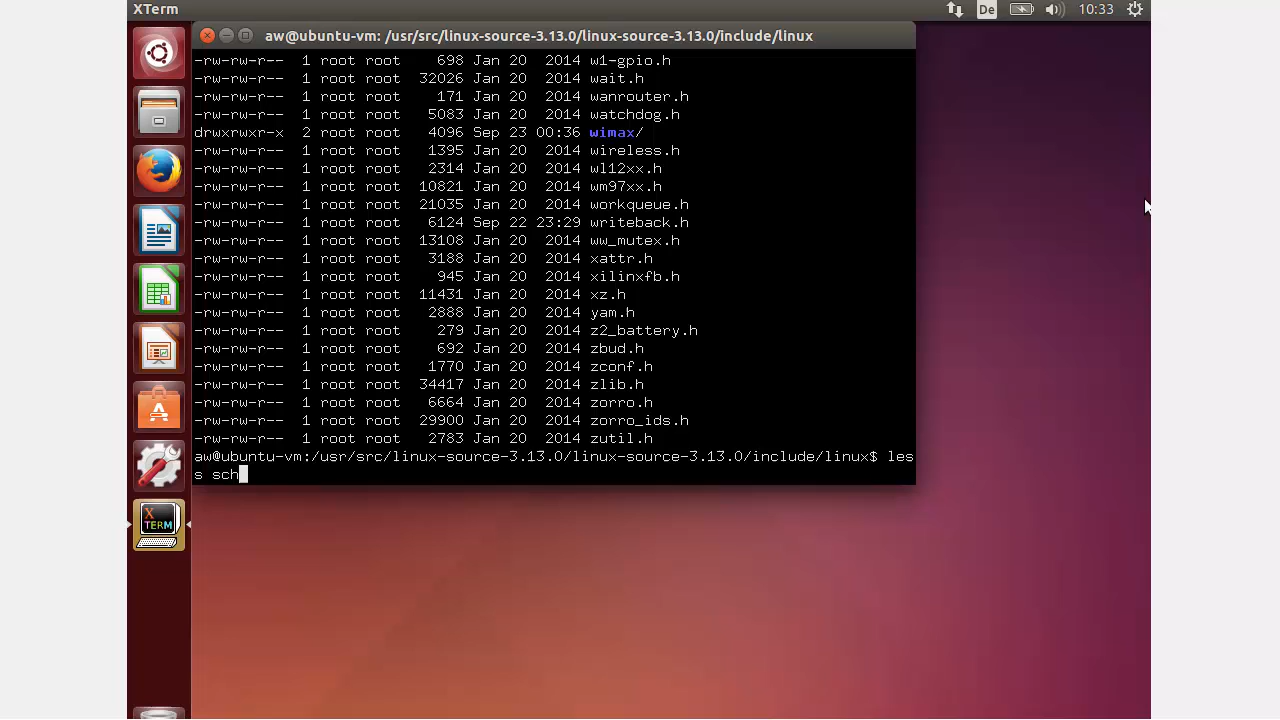 XTerm
De
10:33
aw@ubuntu-vm: /usr/src/linux-source-3.13.0/linux-source-3.13.0/include/linux
-rw-rw-r-- 1 root root 698 Jan 20 2014 w1-gpio.h
-rw-rw-r-- 1 root root 32026 Jan 20 2014 wait.h
-rw-rw-r-- 1 root root 171 Jan 20 2014 wanrouter.h
-rw-rw-r-- 1 root root 5083 Jan 20 2014 watchdog.h
drwxrwxr-x 2 root root 4096 Sep 23 00:36 wimax/
-rw-rw-r-- 1 root root 1395 Jan 20 2014 wireless.h
-rw-rw-r-- 1 root root 2314 Jan 20 2014 wl12xx.h
-rw-rw-r-- 1 root root 10821 Jan 20 2014 wm97xx.h
-rw-rw-r-- 1 root root 21035 Jan 20 2014 workqueue.h
-rw-rw-r-- 1 root root 6124 Sep 22 23:29 writeback.h
-rw-rw-r-- 1 root root 13108 Jan 20 2014 ww_mutex.h
-rw-rw-r-- 1 root root 3188 Jan 20 2014 xattr.h
-rw-rw-r-- 1 root root 945 Jan 20 2014 xilinxfb.h
-rw-rw-r-- 1 root root 11431 Jan 20 2014 xz.h
-rw-rw-r-- 1 root root 2888 Jan 20 2014 yam.h
-rw-rw-r-- 1 root root 279 Jan 20 2014 z2_battery.h
-rw-rw-r-- 1 root root 692 Jan 20 2014 zbud.h
-rw-rw-r-- 1 root root 1770 Jan 20 2014 zconf.h
-rw-rw-r-- 1 root root 34417 Jan 20 2014 zlib.h
-rw-rw-r-- 1 root root 6664 Jan 20 2014 zorro.h
-rw-rw-r-- 1 root root 29900 Jan 20 2014 zorro_ids.h
-rw-rw-r-- 1 root root 2783 Jan 20 2014 zutil.h
aw@ubuntu-vm:/usr/src/linux-source-3.13.0/linux-source-3.13.0/include/linux$ les
s sch
X
TERM